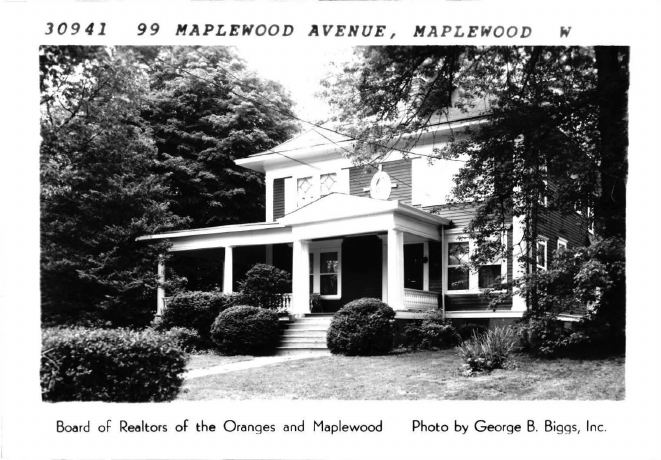 30941 99 MAPLEWOOD AVENUE, MAPLEWOOD W
Board of Realtors of the Oranges and Maplewood Photo by George B. Biggs, Inc.